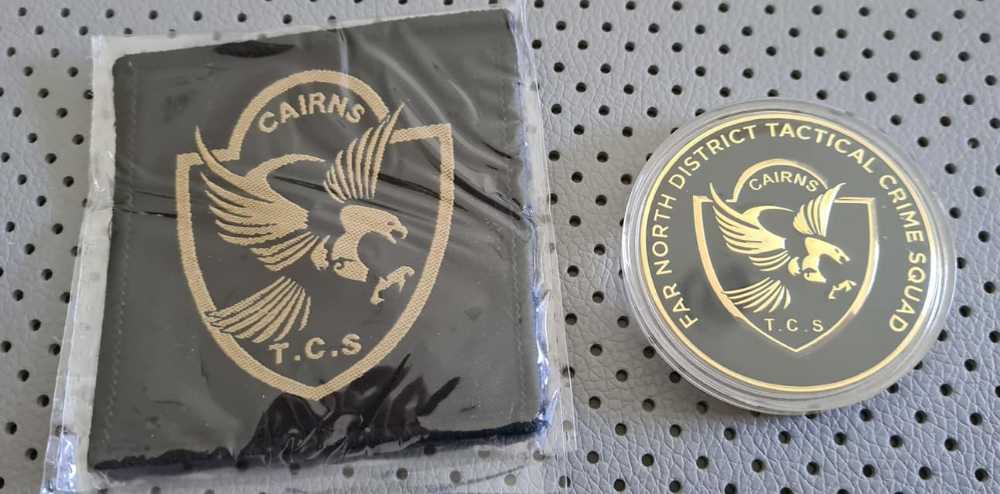 CAIRNS
T.C.S
FAR NORTH DISTRICT TACTICAL CRIME SQUAD
CAIRNS
T.C.S